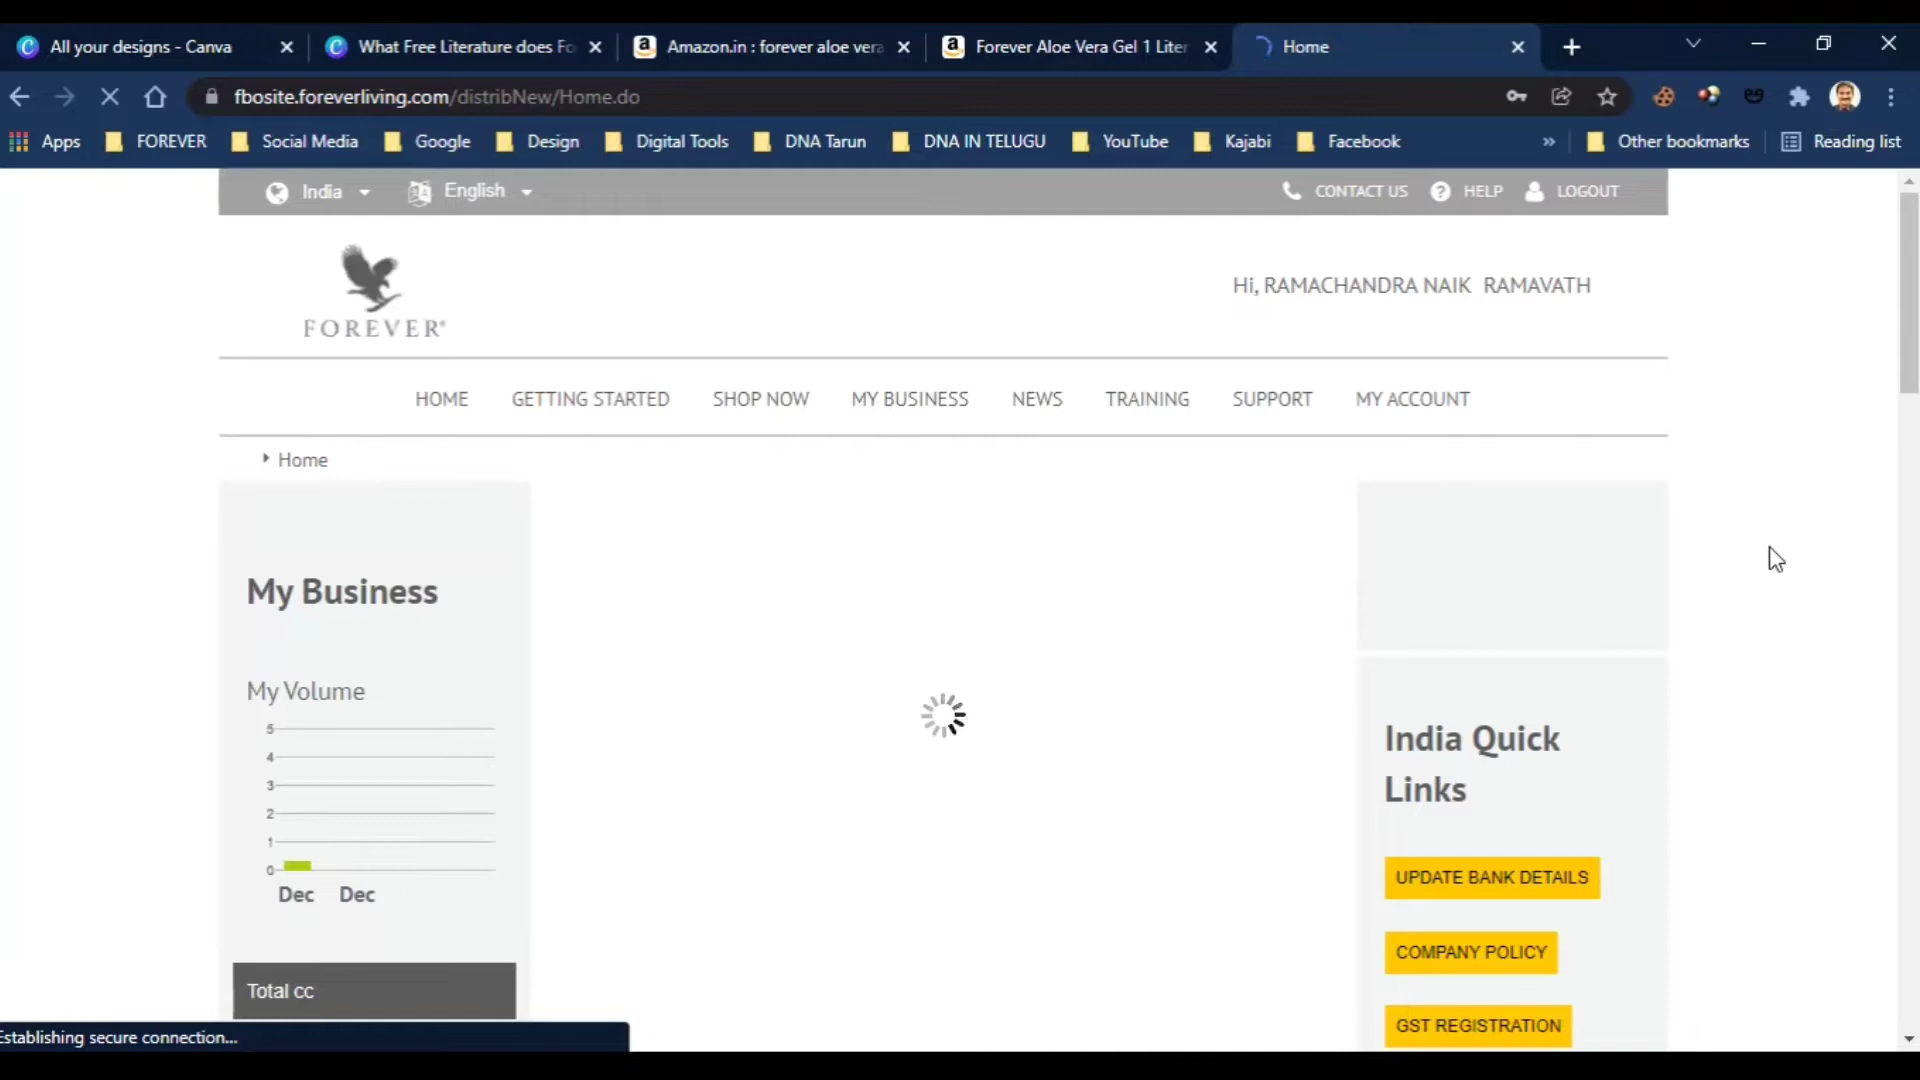 All your designs - Canva
What Free Literature does Fo
Amazon.in : forever aloe vera
Forever Aloe Vera Gel 1 Liter
Home
fbosite.foreverliving.com/distribNew/Home.do
Apps
FOREVER
Social Media
Google
Design
Digital Tools
DNA Tarun
DNA IN TELUGU
YouTube
Kajabi
Facebook
»
Other bookmarks
Reading list
India
English
CONTACT US
HELP
LOGOUT
FOREVER®
Hi, RAMACHANDRA NAIK RAMAVATH
HOME
GETTING STARTED
SHOP NOW
MY BUSINESS
NEWS
TRAINING
SUPPORT
MY ACCOUNT
Home
My Business
My Volume
5
4
3
2
1
0
Dec Dec
Total cc
India Quick
Links
UPDATE BANK DETAILS
COMPANY POLICY
GST REGISTRATION
Establishing secure connection...